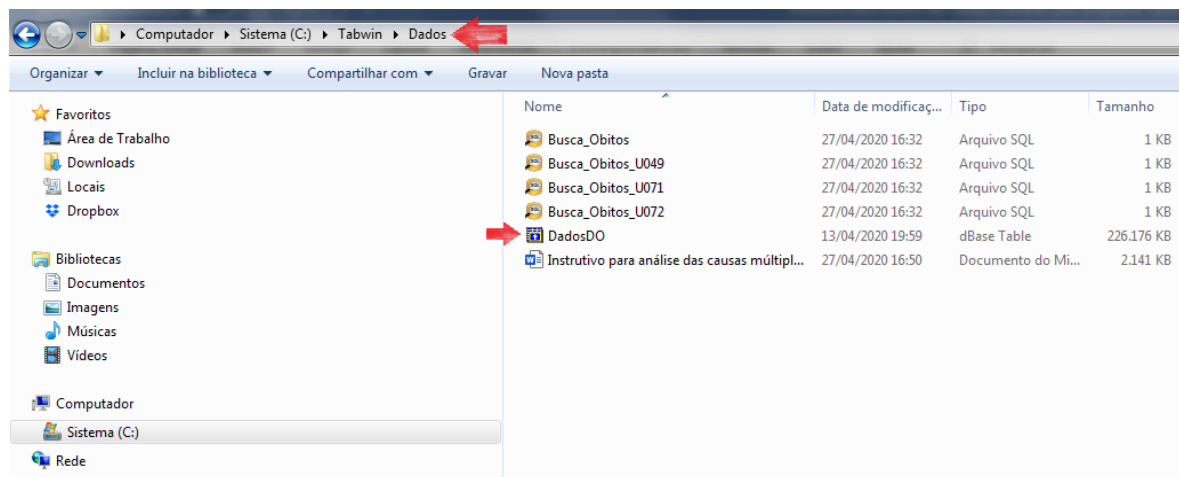 Computador Sistema (C:) Tabwin Dados
Organizar Incluir na biblioteca Compartilhar com Gravar Nova pasta
Favoritos
Área de Trabalho
Downloads
Locais
Dropbox
Bibliotecas
Documentos
Imagens
Músicas
Vídeos
Computador
Sistema (C:)
Rede
Nome Data de modificaç... Tipo Tamanho
Busca_Obitos 27/04/2020 16:32 Arquivo SQL 1 KB
Busca_Obitos_U049 27/04/2020 16:32 Arquivo SQL 1 KB
Busca_Obitos_U071 27/04/2020 16:32 Arquivo SQL 1 KB
Busca_Obitos_U072 27/04/2020 16:32 Arquivo SQL 1 KB
DadosDO 13/04/2020 19:59 dBase Table 226.176 KB
Instrutivo para análise das causas múltipl... 27/04/2020 16:50 Documento do Mi... 2.141 KB